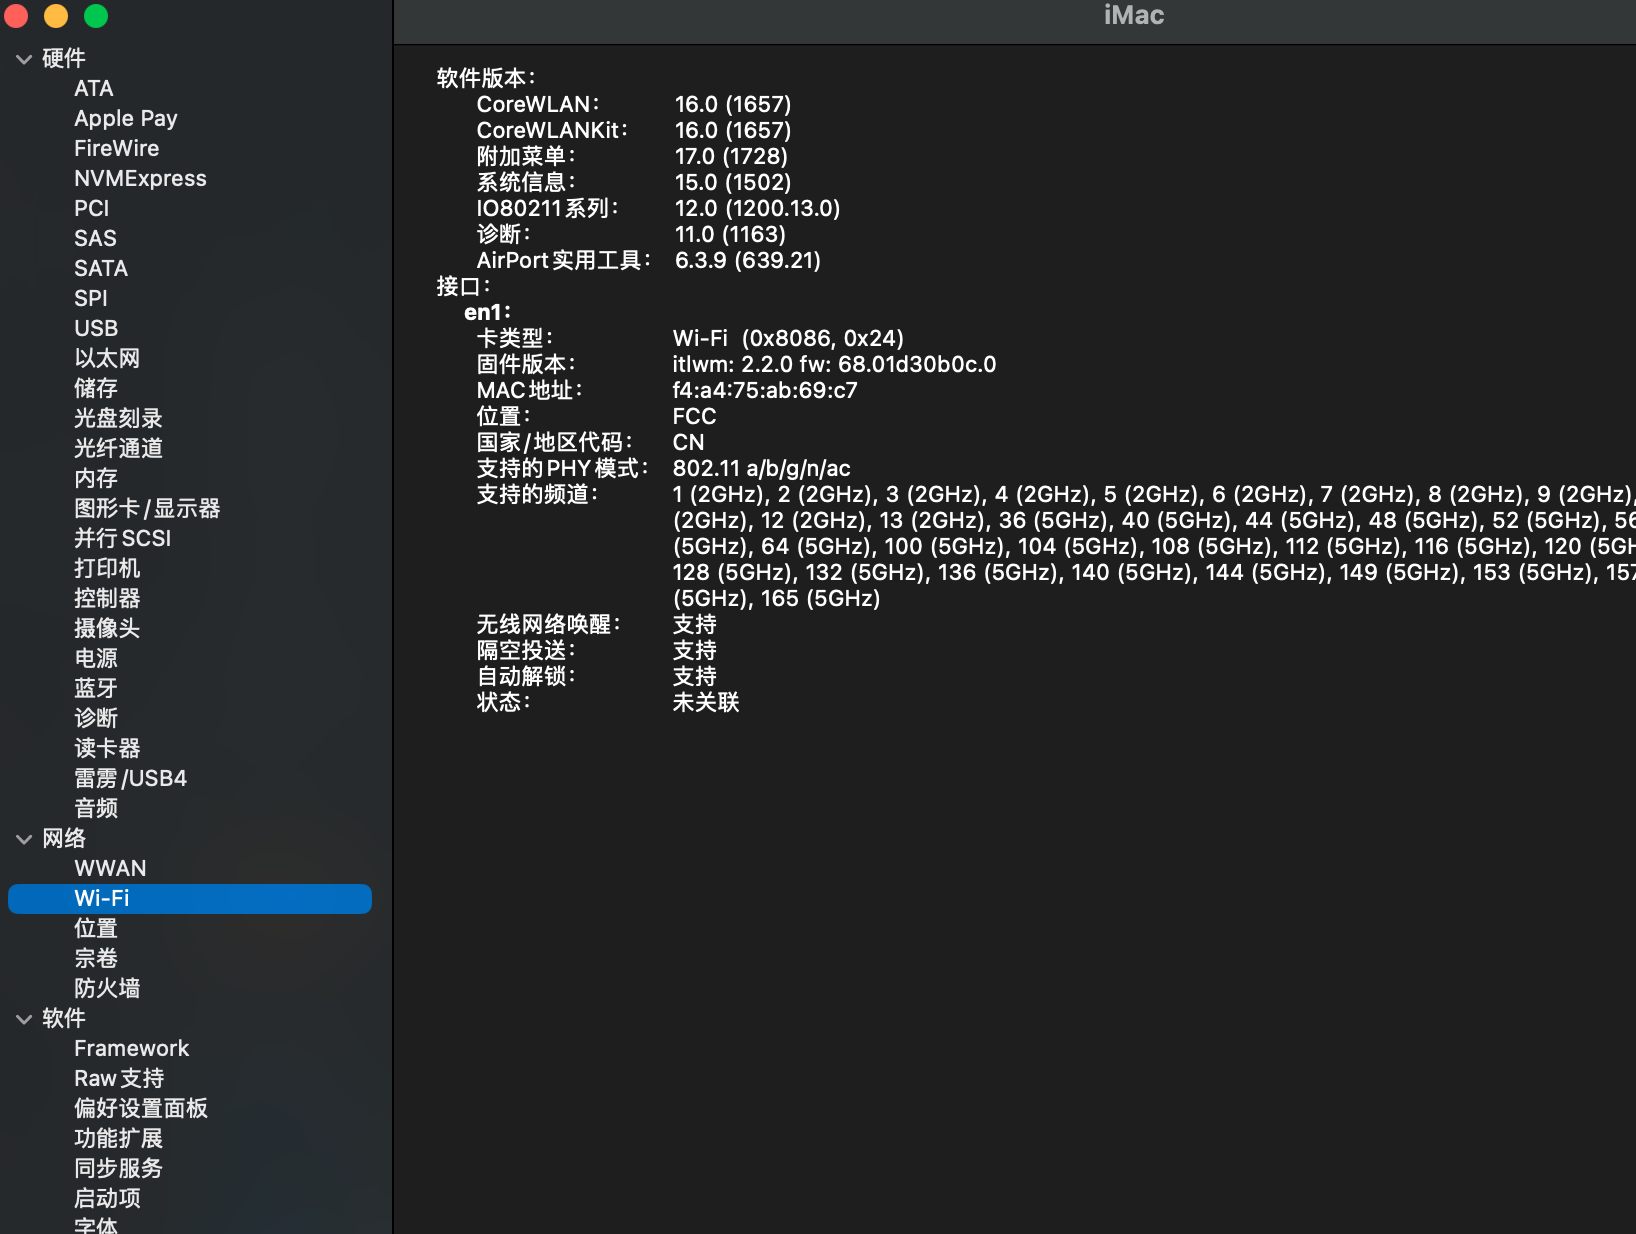 iMac
硬件
ATA
Apple Pay
FireWire
NVMExpress
PCI
SAS
SATA
SPI
USB
以太网
储存
光盘刻录
光纤通道
内存
图形卡/显示器
并行SCSI
打印机
控制器
摄像头
电源
蓝牙
诊断
读卡器
雷雳/USB4
音频
网络
WWAN
Wi-Fi
位置
宗卷
防火墙
软件
Framework
Raw支持
偏好设置面板
功能扩展
同步服务
启动项
字体
软件版本：
CoreWLAN： 16.0 (1657)
CoreWLANKit： 16.0 (1657)
附加菜单： 17.0 (1728)
系统信息： 15.0 (1502)
IO80211系列： 12.0 (1200.13.0)
诊断： 11.0 (1163)
AirPort实用工具： 6.3.9 (639.21)
接口：
en1：
卡类型： Wi-Fi (0x8086, 0x24)
固件版本： itlwm: 2.2.0 fw: 68.01d30b0c.0
MAC地址： f4:a4:75:ab:69:c7
位置： FCC
国家/地区代码： CN
支持的PHY模式： 802.11 a/b/g/n/ac
支持的频道： 1 (2GHz), 2 (2GHz), 3 (2GHz), 4 (2GHz), 5 (2GHz), 6 (2GHz), 7 (2GHz), 8 (2GHz), 9 (2GHz),
(2GHz), 12 (2GHz), 13 (2GHz), 36 (5GHz), 40 (5GHz), 44 (5GHz), 48 (5GHz), 52 (5GHz), 56
(5GHz), 64 (5GHz), 100 (5GHz), 104 (5GHz), 108 (5GHz), 112 (5GHz), 116 (5GHz), 120 (5GH
128 (5GHz), 132 (5GHz), 136 (5GHz), 140 (5GHz), 144 (5GHz), 149 (5GHz), 153 (5GHz), 157
(5GHz), 165 (5GHz)
无线网络唤醒： 支持
隔空投送： 支持
自动解锁： 支持
状态： 未关联